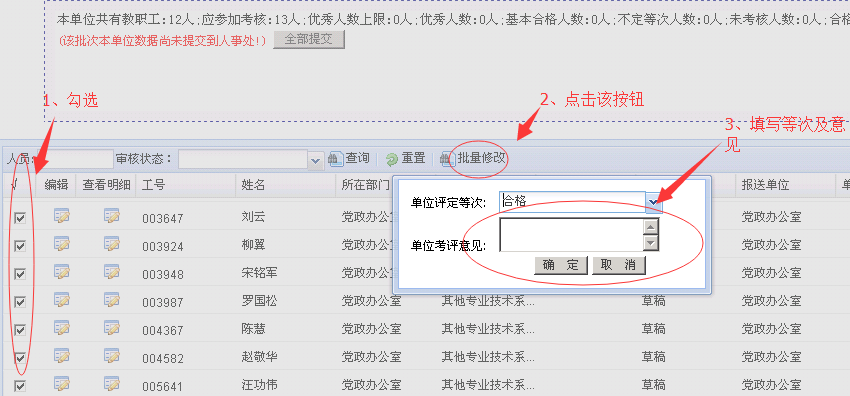 本单位共有教职工:12人;应参加考核:13人;优秀人数上限:0人;优秀人数:0人;基本合格人数:0人;不定等次人数:0人;未考核人数:0人;合格
(该批次本单位数据尚未提交到人事处!) 全部提交
1、勾选
2、点击该按钮
3、填写等次及意
见
人员: 审核状态: 查询 重置 批量修改
√ 编辑 查看明细 工号 姓名 所在部门 报送单位
单位评定等次: 合格
单位考评意见:
确 定 取 消
003647 刘云 党政办公室 党政办公室
003924 柳翼 党政办公室 党政办公室
003948 宋铭军 党政办公室 党政办公室
003987 罗国松 党政办公室 其他专业技术系... 草稿 党政办公室
004367 陈慧 党政办公室 其他专业技术系... 草稿 党政办公室
004582 赵敬华 党政办公室 其他专业技术系... 草稿 党政办公室
005641 汪功伟 党政办公室 其他专业技术系... 草稿 党政办公室